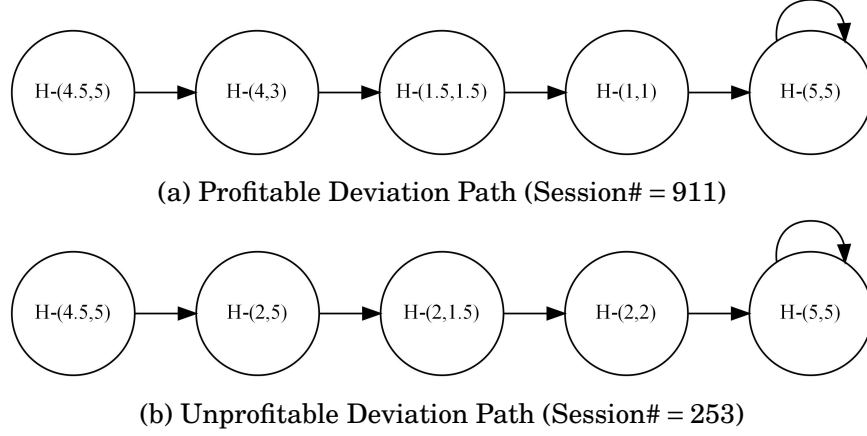 H-(4.5,5) H-(4,3) H-(1.5,1.5) H-(1,1) H-(5,5)
(a) Profitable Deviation Path (Session# = 911)
H-(4.5,5) H-(2,5) H-(2,1.5) H-(2,2) H-(5,5)
(b) Unprofitable Deviation Path (Session# = 253)